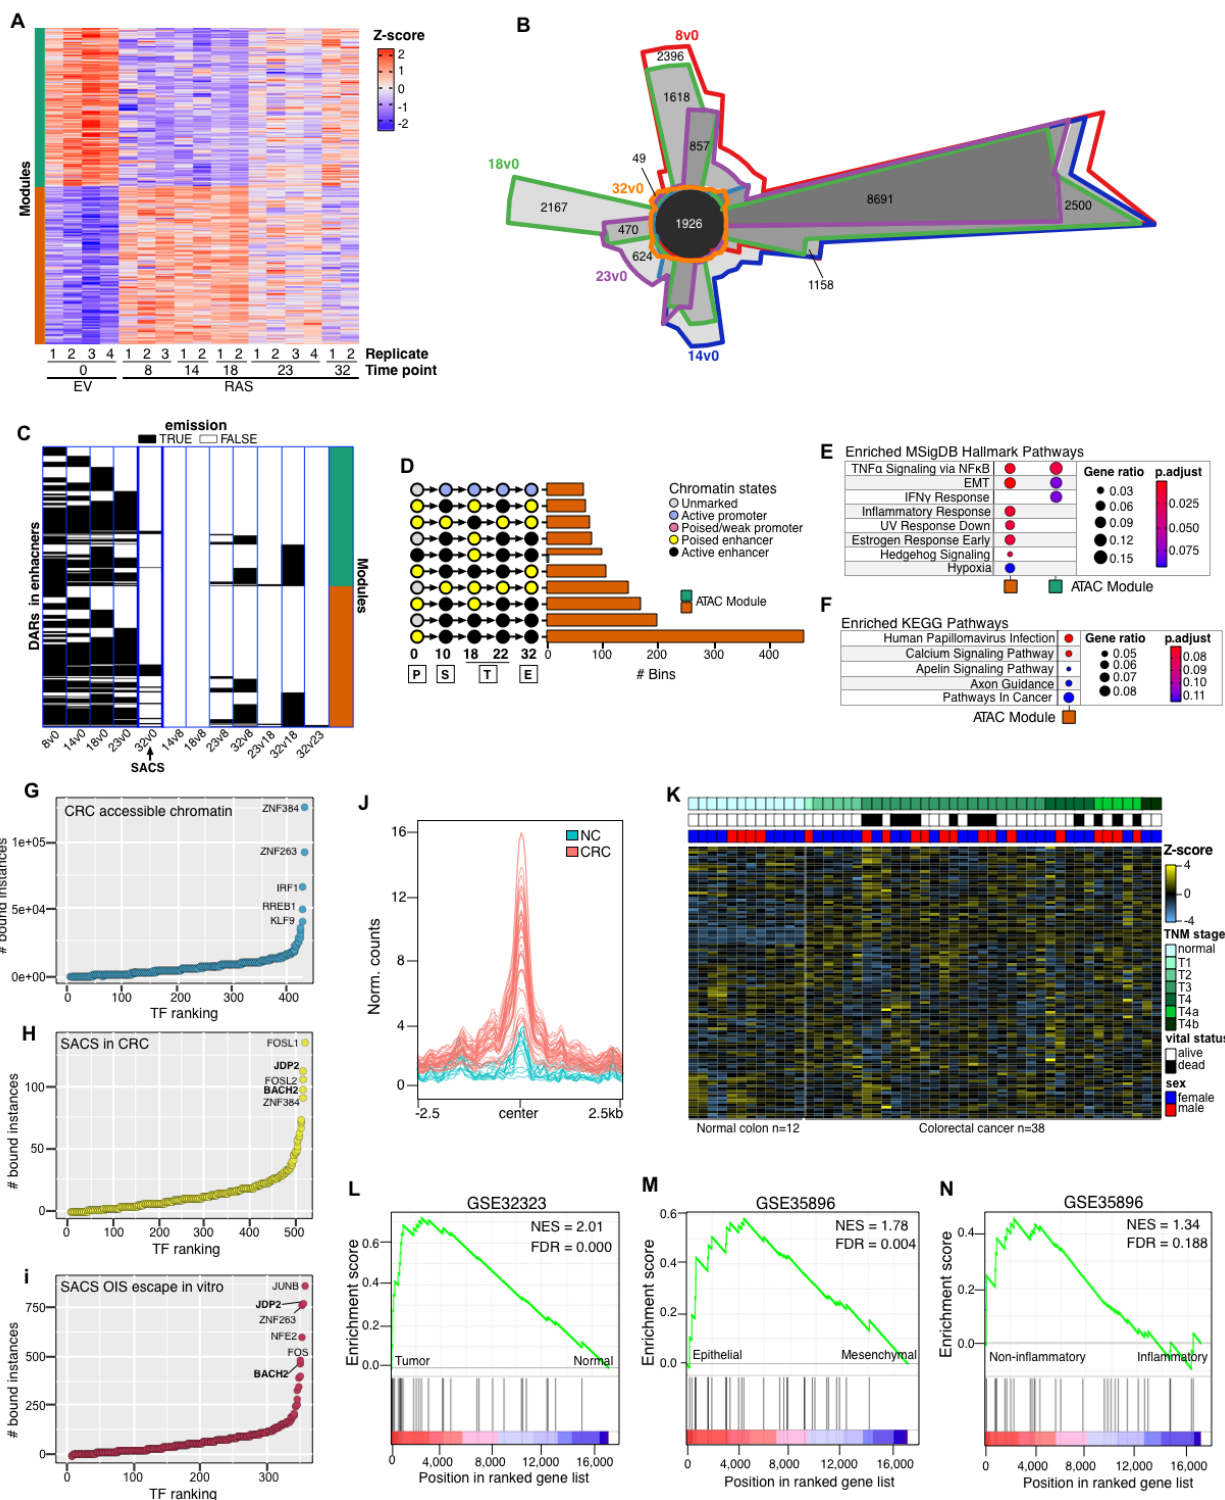 A
Z-score
2
1
0
-1
-2
Modules
1 2 3 4 1 2 3 1 2 1 2 1 2 3 4 1 2 Replicate
0 8 14 18 23 32 Time point
EV RAS
B
8v0
2396
1618
857
49
18v0
32v0
2167
8691
2500
1926
470
624
23v0
1158
14v0
C
emission
TRUE FALSE
DARs in enhacners
Modules
8v0 14v0 18v0 23v0 32v0 14v8 18v8 23v8 32v8 23v18 32v18 32v23
SACS
D
Chromatin states
Unmarked
Active promoter
Poised/weak promoter
Poised enhancer
Active enhancer
ATAC Module
0 10 18 22 32 0 100 200 300 400
P S T E # Bins
E
Enriched MSigDB Hallmark Pathways
TNFα Signaling via NFκB
EMT
IFNγ Response
Inflammatory Response
UV Response Down
Estrogen Response Early
Hedgehog Signaling
Hypoxia
Gene ratio p.adjust
0.03
0.06
0.09
0.12
0.15
0.025
0.050
0.075
ATAC Module
F
Enriched KEGG Pathways
Human Papillomavirus Infection
Calcium Signaling Pathway
Apelin Signaling Pathway
Axon Guidance
Pathways In Cancer
Gene ratio p.adjust
0.05
0.06
0.07
0.08
0.08
0.09
0.10
0.11
ATAC Module
G
CRC accessible chromatin
ZNF384
1e+05
ZNF263
IRF1
RREB1
5e+04
KLF9
0e+00
# bound instances
0 100 200 300 400
TF ranking
H
SACS in CRC
FOSL1
JDP2
FOSL2
BACH2
ZNF384
100
50
0
# bound instances
0 100 200 300 400 500
TF ranking
i
SACS OIS escape in vitro
JUNB
JDP2
ZNF263
NFE2
FOS
BACH2
750
500
250
0
# bound instances
0 100 200 300
TF ranking
J
NC
CRC
16
12
8
4
0
Norm. counts
-2.5 center 2.5kb
K
Z-score
4
0
-4
TNM stage
normal
T1
T2
T3
T4
T4a
T4b
vital status
alive
dead
sex
female
male
Normal colon n=12 Colorectal cancer n=38
L
GSE32323
NES = 2.01
FDR = 0.000
0.6
0.4
0.2
0.0
Enrichment score
Tumor Normal
0 4,000 8,000 12,000 16,000
Position in ranked gene list
M
GSE35896
NES = 1.78
FDR = 0.004
0.6
0.4
0.2
0.0
Enrichment score
Epithelial Mesenchymal
0 4,000 8,000 12,000 16,000
Position in ranked gene list
N
GSE35896
NES = 1.34
FDR = 0.188
0.4
0.2
0.0
Enrichment score
Non-inflammatory Inflammatory
0 4,000 8,000 12,000 16,000
Position in ranked gene list